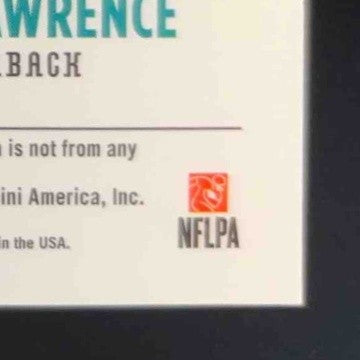 AWRENCE
RBACK
is not from any
ini America, Inc.
in the USA.
NFLPA